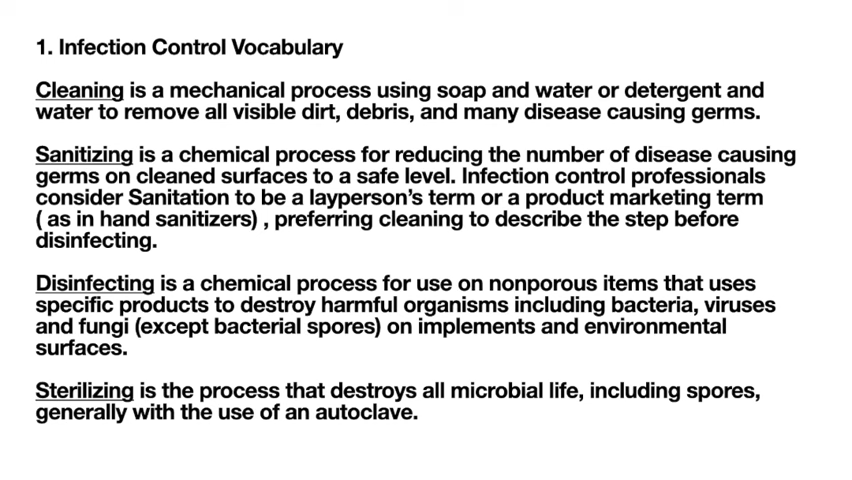 1. Infection Control Vocabulary
Cleaning is a mechanical process using soap and water or detergent and
water to remove all visible dirt, debris, and many disease causing germs.
Sanitizing is a chemical process for reducing the number of disease causing
germs on cleaned surfaces to a safe level. Infection control professionals
consider Sanitation to be a layperson's term or a product marketing term
( as in hand sanitizers) , preferring cleaning to describe the step before
disinfecting.
Disinfecting is a chemical process for use on nonporous items that uses
specific products to destroy harmful organisms including bacteria, viruses
and fungi (except bacterial spores) on implements and environmental
surfaces.
Sterilizing is the process that destroys all microbial life, including spores,
generally with the use of an autoclave.